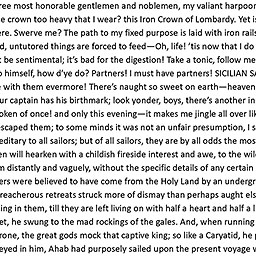 ree most honorable gentlemen and noblemen, my valiant harpoon
e crown too heavy that I wear? this Iron Crown of Lombardy. Yet is
ere. Swerve me? The path to my fixed purpose is laid with iron rails
d, untutored things are forced to feed—Oh, life! 'tis now that I do
be sentimental; it's bad for the digestion! Take a tonic, follow me
o himself, how d'ye do? Partners! I must have partners! SICILIAN SA
e with them evermore! There's naught so sweet on earth—heaven
ur captain has his birthmark; look yonder, boys, there's another in
oken of once! and only this evening—it makes me jingle all over lik
scaped them; to some minds it was not an unfair presumption, I s
editary to all sailors; but of all sailors, they are by all odds the mos
en will hearken with a childish fireside interest and awe, to the wil
m distantly and vaguely, without the specific details of any certain
ers were believed to have come from the Holy Land by an underg
reacherous retreats struck more of dismay than perhaps aught els
ing in them, till they are left living on with half a heart and half a l
et, he swung to the mad rockings of the gales. And, when running
rone, the great gods mock that captive king; so like a Caryatid, he p
eyed in him, Ahab had purposely sailed upon the present voyage w